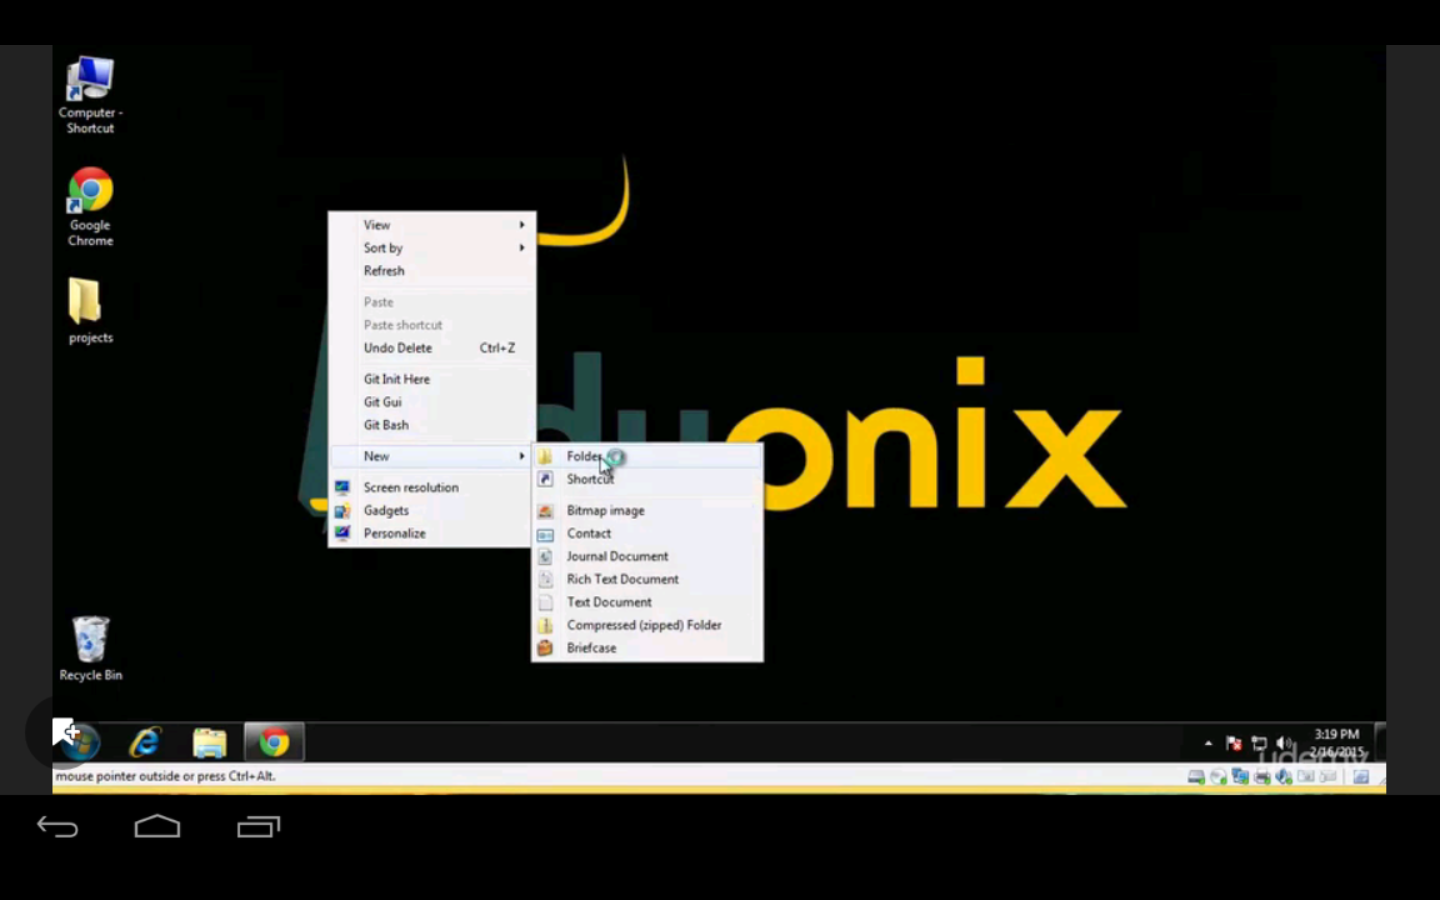 Computer -
Shortcut
Google
Chrome
projects
Recycle Bin
View
Sort by
Refresh
Paste
Paste shortcut
Undo Delete Ctrl+Z
Git Init Here
Git Gui
Git Bash
New
Screen resolution
Gadgets
Personalize
Folder
Shortcut
Bitmap image
Contact
Journal Document
Rich Text Document
Text Document
Compressed (zipped) Folder
Briefcase
duonix
3:19 PM
2/16/2015
udemy
mouse pointer outside or press Ctrl+Alt.